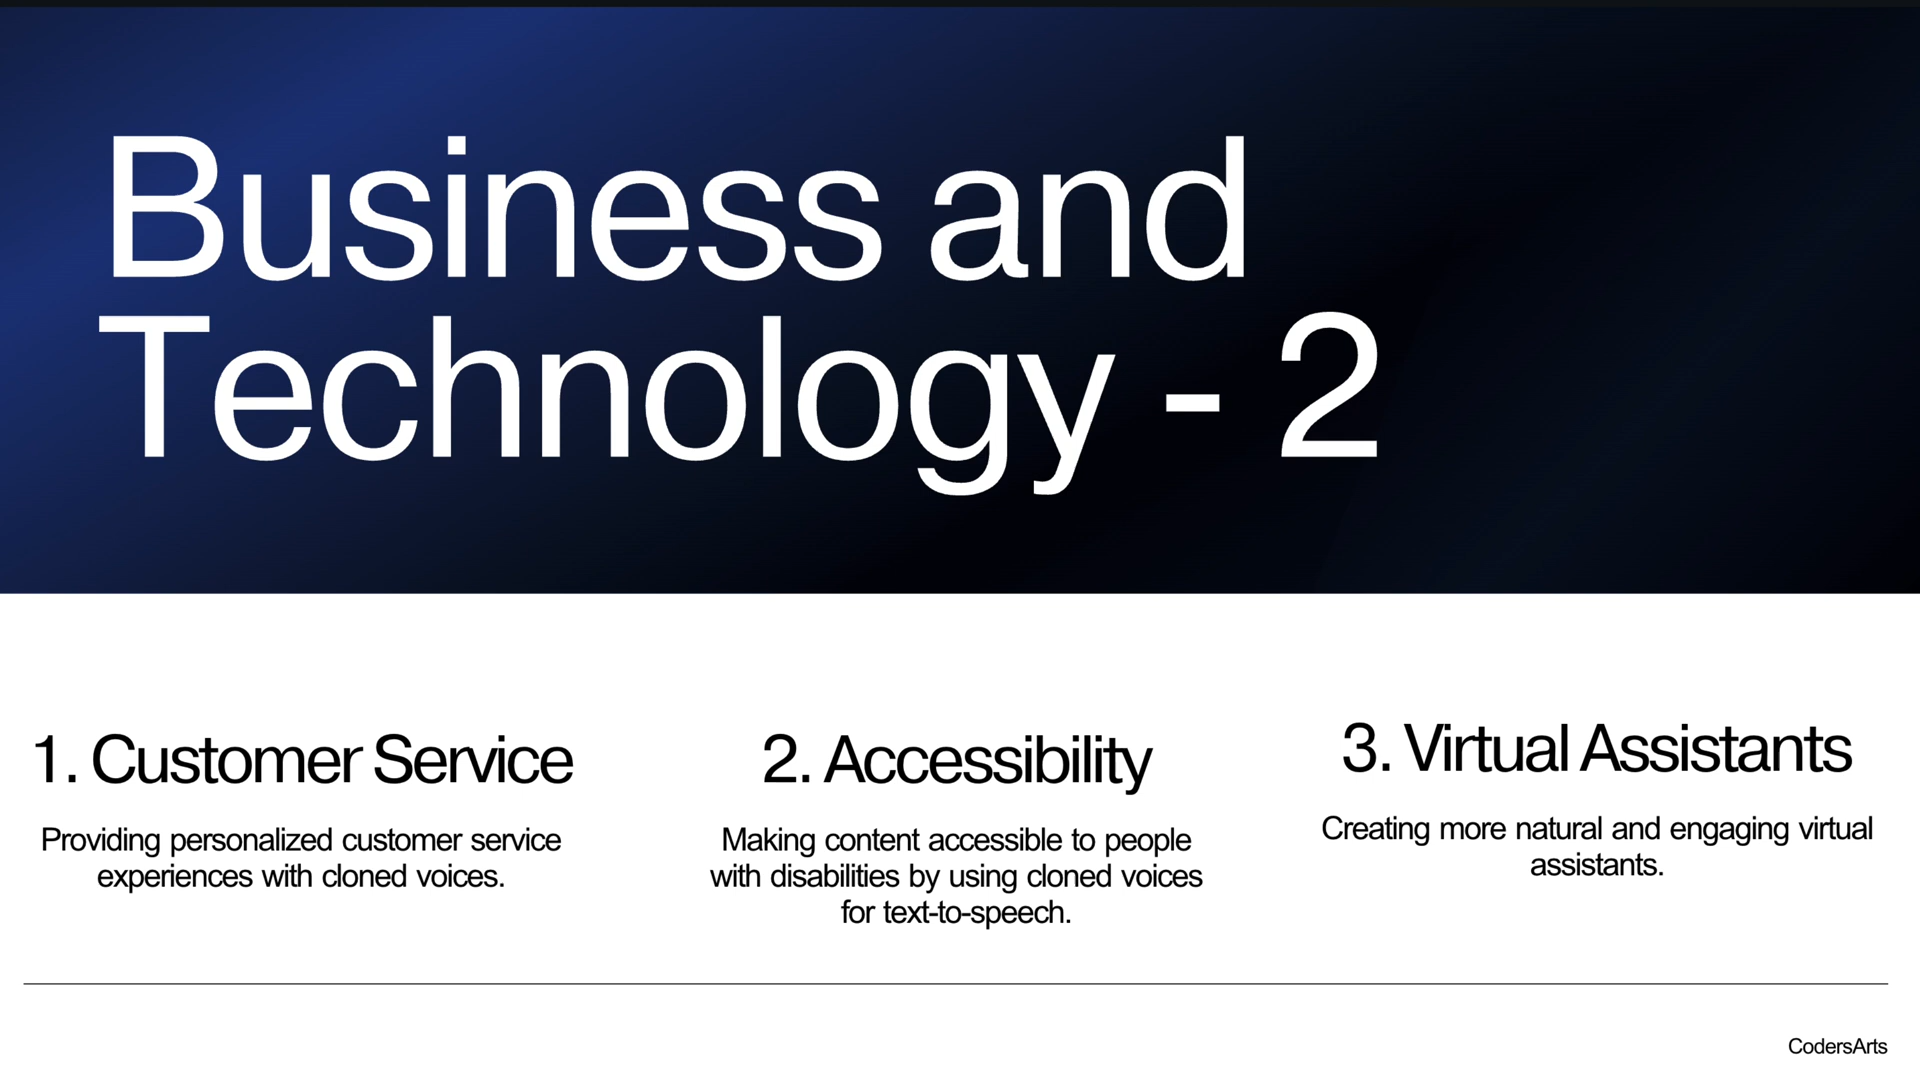 Business and
Technology - 2
1. Customer Service
Providing personalized customer service
experiences with cloned voices.
2. Accessibility
Making content accessible to people
with disabilities by using cloned voices
for text-to-speech.
3. Virtual Assistants
Creating more natural and engaging virtual
assistants.
CodersArts